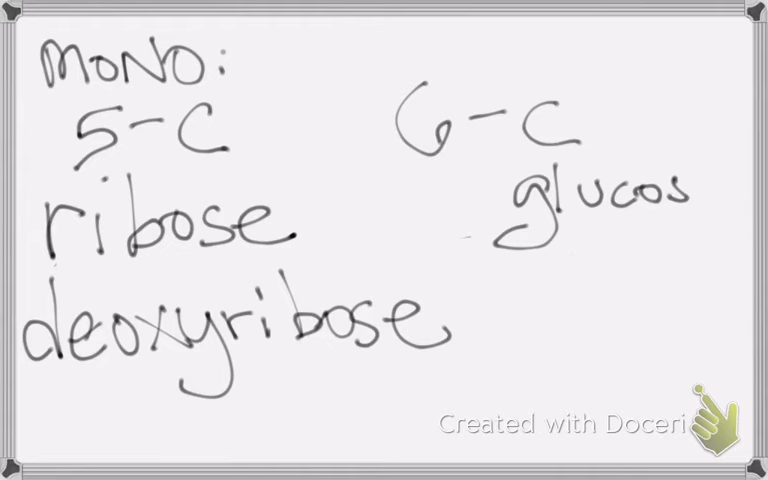 MONO:
5-C
6-C
ribose
glucos
deoxyribose
Created with Doceri